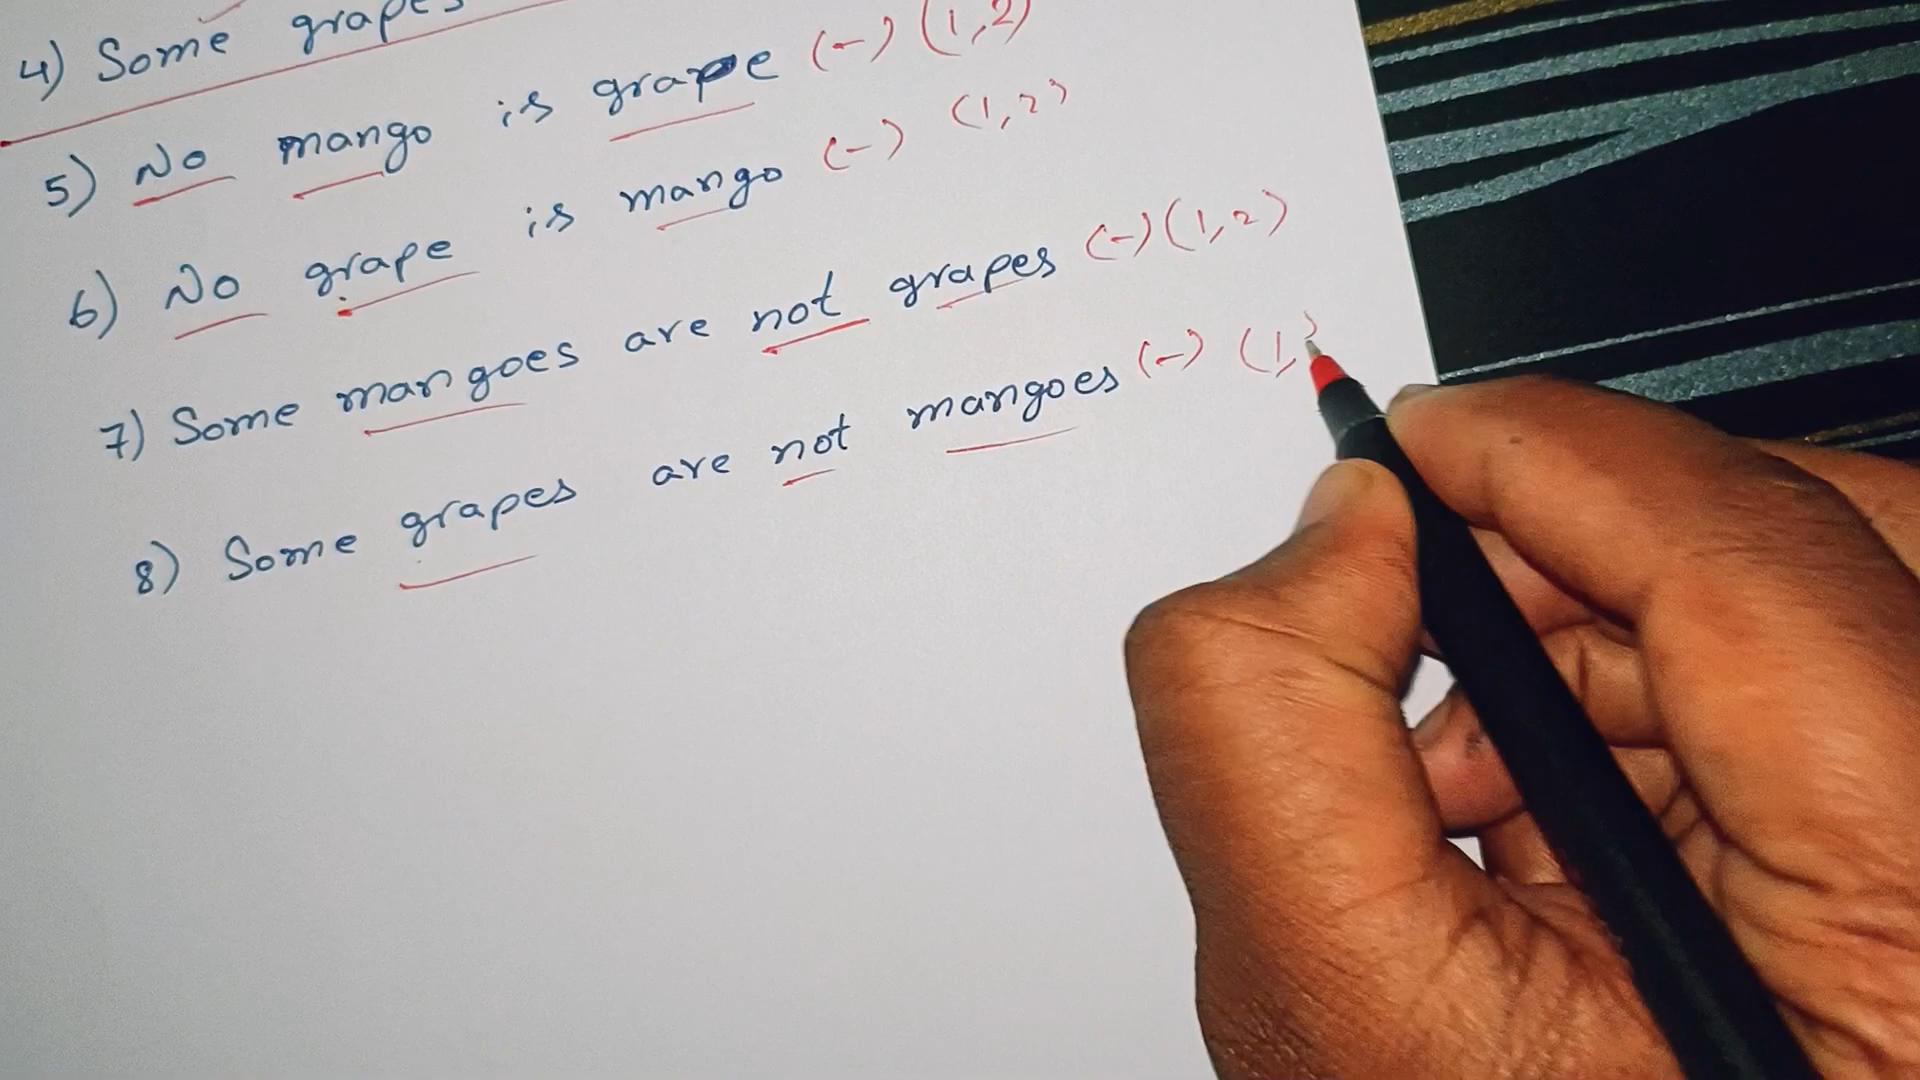 4) Some grapes
5) No mango is grape (-) (1,2)
6) No grape is mango (-) (1,2)
7) Some mangoes are not grapes (-) (1,2)
8) Some grapes are not mangoes (-) (1,